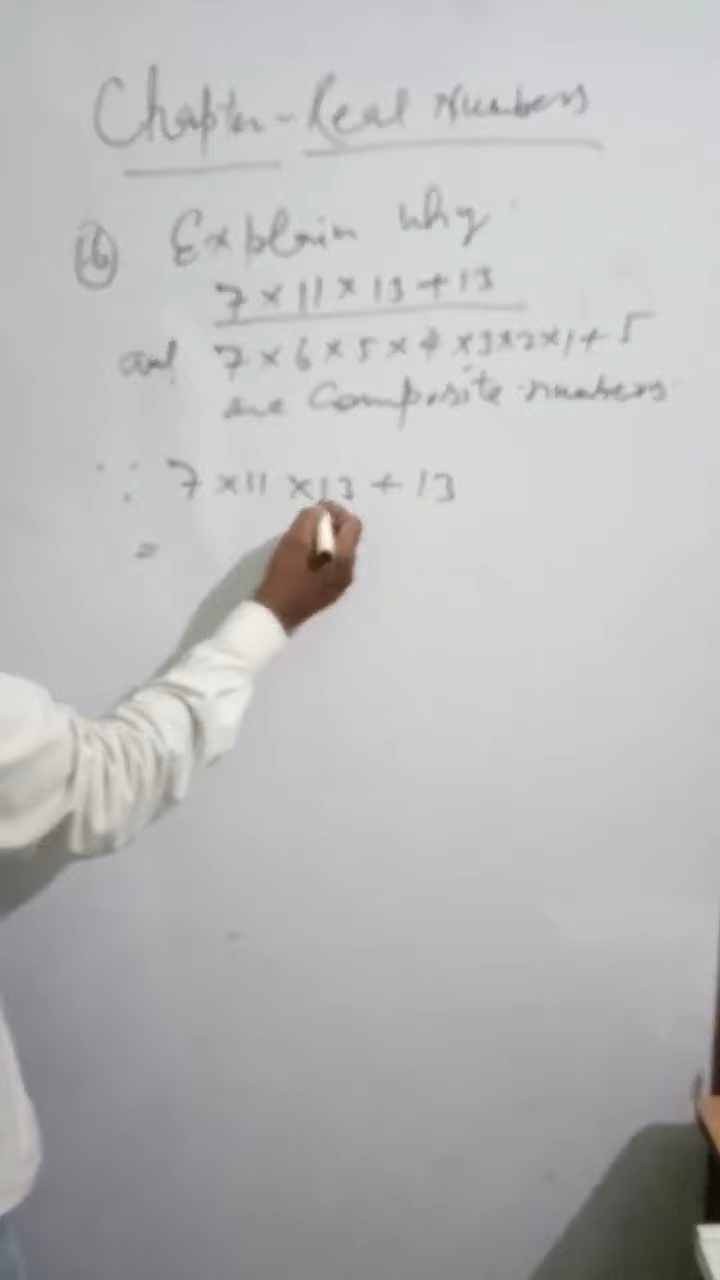 Chapter - Real Numbers
(16) Explain why
7 × 11 × 13 + 13
and 7 × 6 × 5 × 4 × 3 × 2 × 1 + 5
are Composite numbers
∵ 7 × 11 × 13 + 13
=